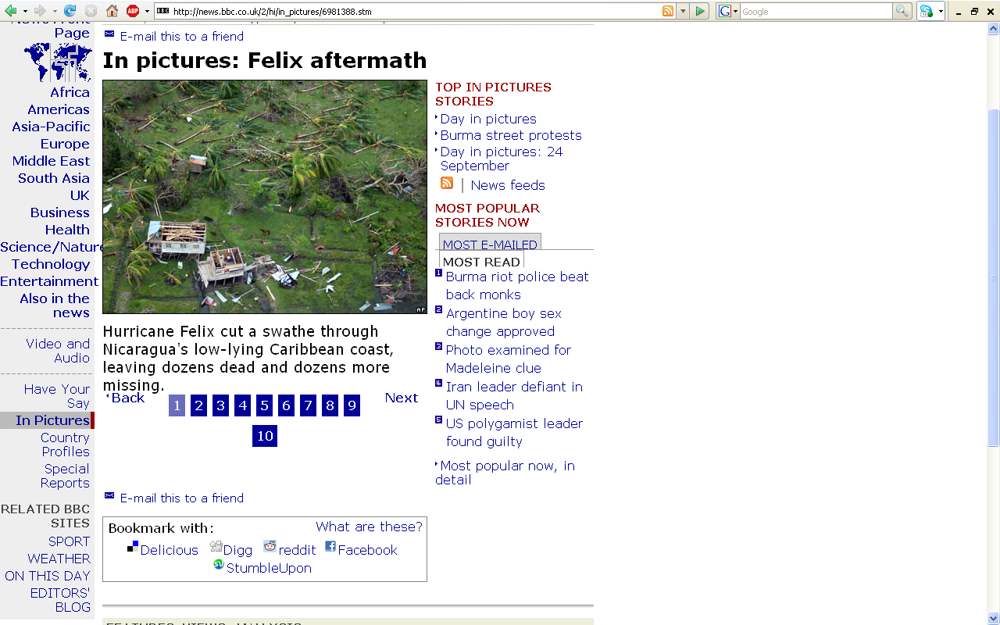 ABP
BBC http://news.bbc.co.uk/2/hi/in_pictures/6981388.stm
G
Google
Page
Africa
Americas
Asia-Pacific
Europe
Middle East
South Asia
UK
Business
Health
Science/Nature
Technology
Entertainment
Also in the
news
Video and
Audio
Have Your
Say
In Pictures
Country
Profiles
Special
Reports
RELATED BBC
SITES
SPORT
WEATHER
ON THIS DAY
EDITORS'
BLOG
E-mail this to a friend
In pictures: Felix aftermath
AP
Hurricane Felix cut a swathe through
Nicaragua's low-lying Caribbean coast,
leaving dozens dead and dozens more
missing.
Back 1 2 3 4 5 6 7 8 9 Next
10
E-mail this to a friend
Bookmark with: What are these?
Delicious Digg reddit Facebook
StumbleUpon
TOP IN PICTURES
STORIES
Day in pictures
Burma street protests
Day in pictures: 24
September
| News feeds
MOST POPULAR
STORIES NOW
MOST E-MAILED
MOST READ
1 Burma riot police beat
back monks
2 Argentine boy sex
change approved
3 Photo examined for
Madeleine clue
4 Iran leader defiant in
UN speech
5 US polygamist leader
found guilty
Most popular now, in
detail